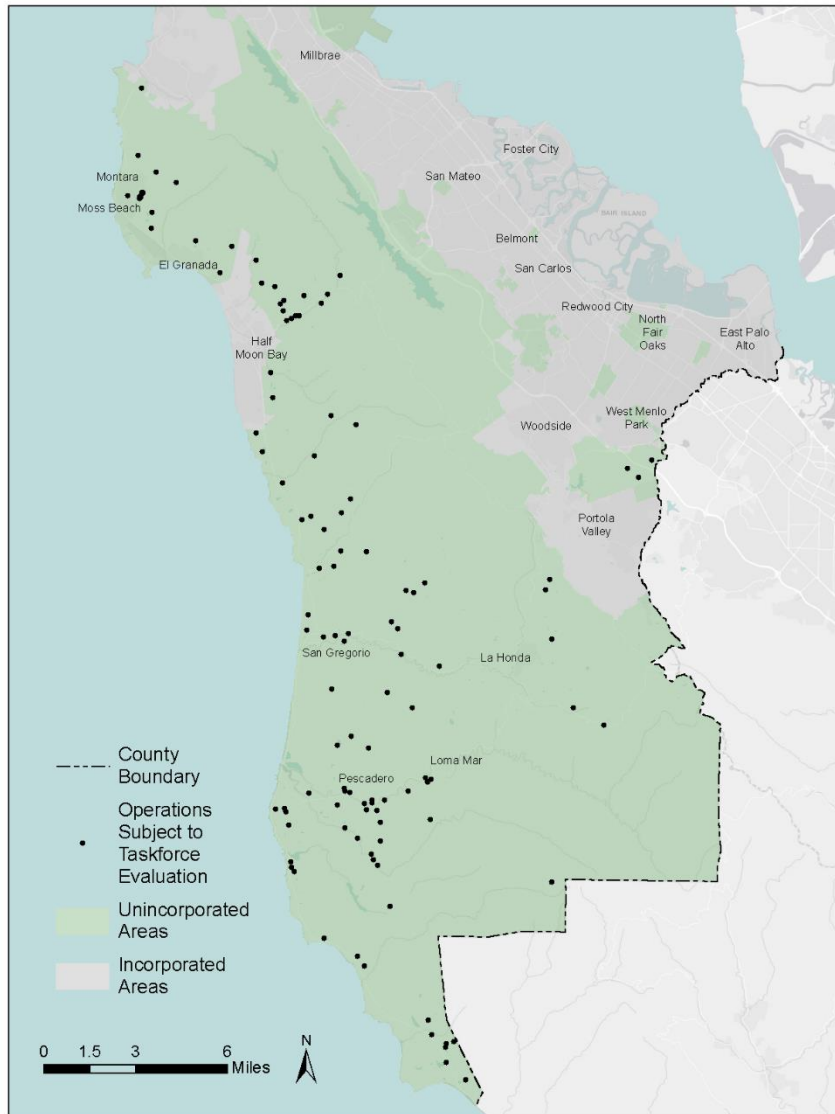 Millbrae
Foster City
Montara
San Mateo
Moss Beach
BAIR ISLAND
Belmont
El Granada
San Carlos
Redwood City
North
Fair
Oaks
East Palo
Alto
Half
Moon Bay
West Menlo
Park
Woodside
Portola
Valley
San Gregorio
La Honda
Loma Mar
Pescadero
County
Boundary
Operations
Subject to
Taskforce
Evaluation
Unincorporated
Areas
Incorporated
Areas
N
0 1.5 3 6
Miles